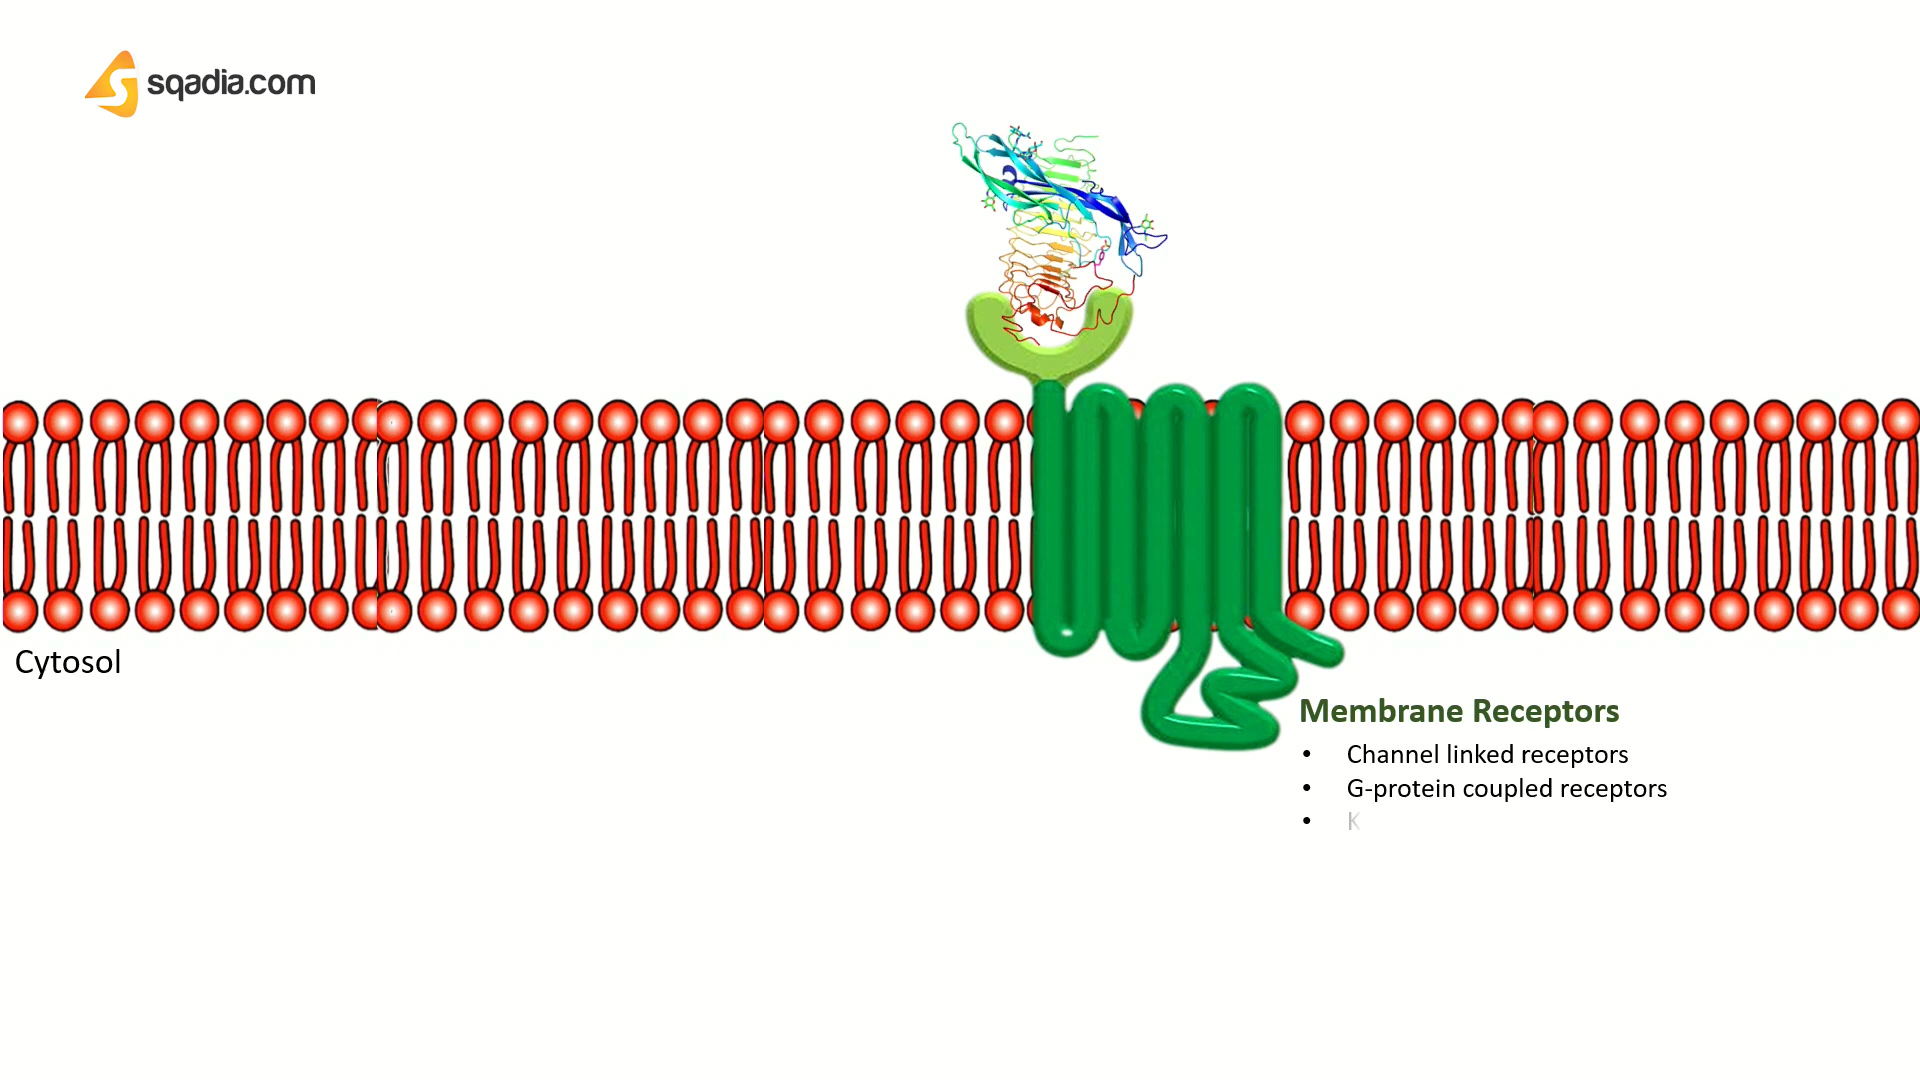 sqadia.com
Cytosol
Membrane Receptors
• Channel linked receptors
• G-protein coupled receptors
• K